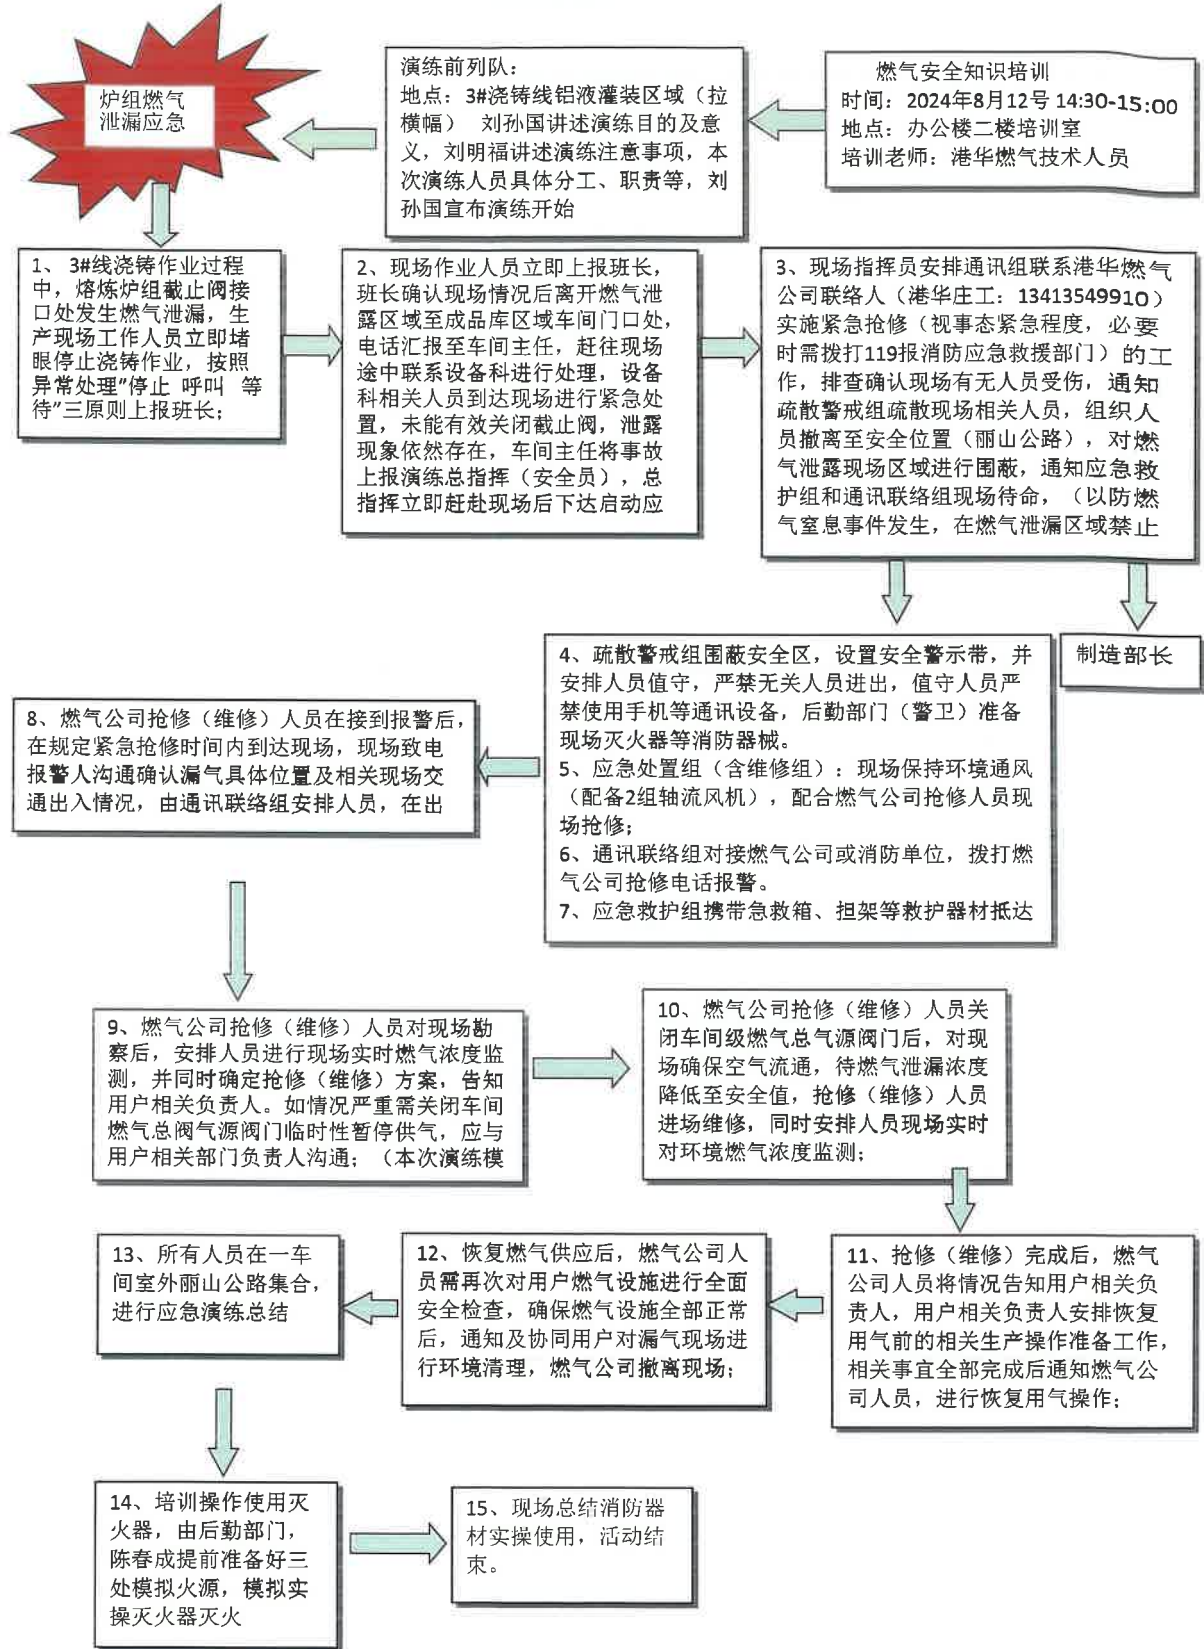 燃气安全知识培训
时间：2024年8月12号 14:30-15:00
地点：办公楼二楼培训室
培训老师：港华燃气技术人员
演练前列队：
地点：3#浇铸线铝液灌装区域（拉
横幅） 刘孙国讲述演练目的及意
义，刘明福讲述演练注意事项，本
次演练人员具体分工、职责等，刘
孙国宣布演练开始
炉组燃气
泄漏应急
1、 3#线浇铸作业过程
中，熔炼炉组截止阀接
口处发生燃气泄漏，生
产现场工作人员立即堵
眼停止浇铸作业，按照
异常处理”停止 呼叫 等
待”三原则上报班长；
2、现场作业人员立即上报班长，
班长确认现场情况后离开燃气泄
露区域至成品库区域车间门口处，
电话汇报至车间主任，赶往现场
途中联系设备科进行处理，设备
科相关人员到达现场进行紧急处
置，未能有效关闭截止阀，泄露
现象依然存在，车间主任将事故
上报演练总指挥（安全员），总
指挥立即赶赴现场后下达启动应
3、现场指挥员安排通讯组联系港华燃气
公司联络人（港华庄工：13413549910）
实施紧急抢修（视事态紧急程度，必要
时需拨打119报消防应急救援部门）的工
作，排查确认现场有无人员受伤，通知
疏散警戒组疏散现场相关人员，组织人
员撤离至安全位置（丽山公路），对燃
气泄露现场区域进行围蔽，通知应急救
护组和通讯联络组现场待命，（以防燃
气窒息事件发生，在燃气泄漏区域禁止
制造部长
4、疏散警戒组围蔽安全区，设置安全警示带，并
安排人员值守，严禁无关人员进出，值守人员严
禁使用手机等通讯设备，后勤部门（警卫）准备
现场灭火器等消防器械。
5、应急处置组（含维修组）：现场保持环境通风
（配备2组轴流风机），配合燃气公司抢修人员现
场抢修；
6、通讯联络组对接燃气公司或消防单位，拨打燃
气公司抢修电话报警。
7、应急救护组携带急救箱、担架等救护器材抵达
8、燃气公司抢修（维修）人员在接到报警后，
在规定紧急抢修时间内到达现场，现场致电
报警人沟通确认漏气具体位置及相关现场交
通出入情况，由通讯联络组安排人员，在出
9、燃气公司抢修（维修）人员对现场勘
察后，安排人员进行现场实时燃气浓度监
测，并同时确定抢修（维修）方案，告知
用户相关负责人。如情况严重需关闭车间
燃气总阀气源阀门临时性暂停供气，应与
用户相关部门负责人沟通；（本次演练模
10、燃气公司抢修（维修）人员关
闭车间级燃气总气源阀门后，对现
场确保空气流通，待燃气泄漏浓度
降低至安全值，抢修（维修）人员
进场维修，同时安排人员现场实时
对环境燃气浓度监测；
11、抢修（维修）完成后，燃气
公司人员将情况告知用户相关负
责人，用户相关负责人安排恢复
用气前的相关生产操作准备工作，
相关事宜全部完成后通知燃气公
司人员，进行恢复用气操作；
12、恢复燃气供应后，燃气公司人
员需再次对用户燃气设施进行全面
安全检查，确保燃气设施全部正常
后，通知及协同用户对漏气现场进
行环境清理，燃气公司撤离现场；
13、所有人员在一车
间室外丽山公路集合，
进行应急演练总结
14、培训操作使用灭
火器，由后勤部门，
陈春成提前准备好三
处模拟火源，模拟实
操灭火器灭火
15、现场总结消防器
材实操使用，活动结
束。